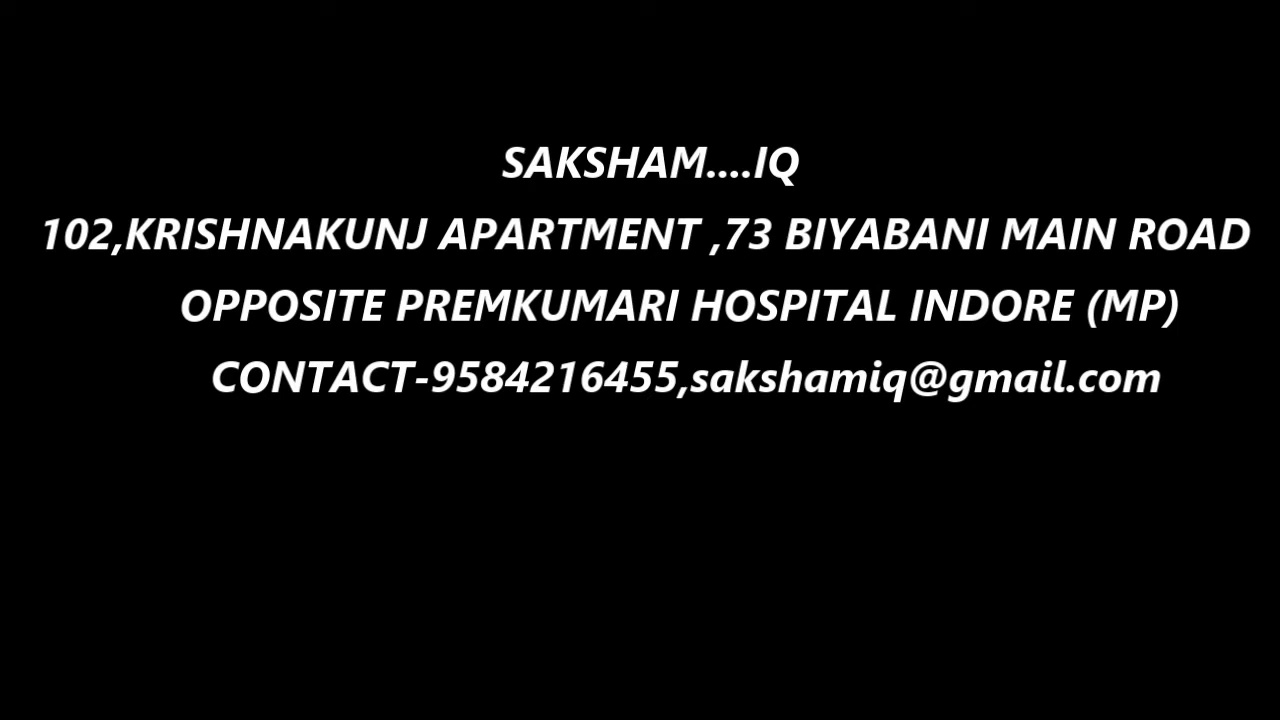 SAKSHAM....IQ
102,KRISHNAKUNJ APARTMENT ,73 BIYABANI MAIN ROAD
OPPOSITE PREMKUMARI HOSPITAL INDORE (MP)
CONTACT-9584216455,sakshamiq@gmail.com